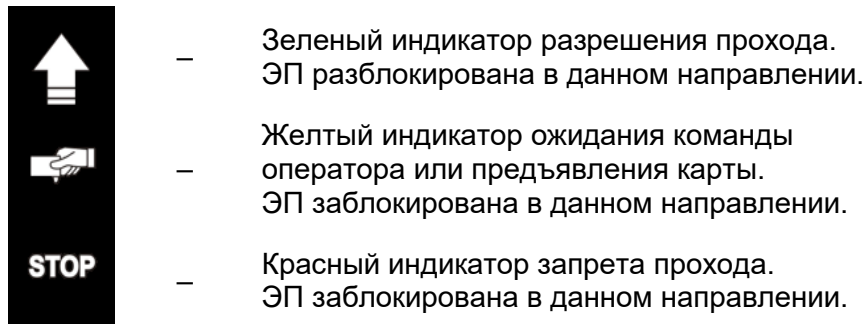 – Зеленый индикатор разрешения прохода.
ЭП разблокирована в данном направлении.
Желтый индикатор ожидания команды
– оператора или предъявления карты.
ЭП заблокирована в данном направлении.
STOP – Красный индикатор запрета прохода.
ЭП заблокирована в данном направлении.